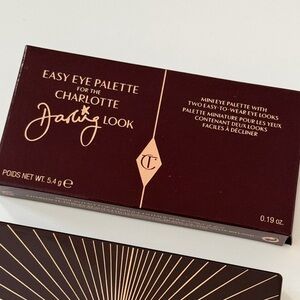 EASY EYE PALETTE
FOR THE
CHARLOTTE
Darling LOOK
POIDS NET WT. 5.4 g ℮
CT
MINI EYE PALETTE WITH
TWO EASY-TO-WEAR EYE LOOKS
PALETTE MINIATURE POUR LES YEUX
CONTENANT DEUX LOOKS
FACILES À DÉCLINER
0.19 oz.